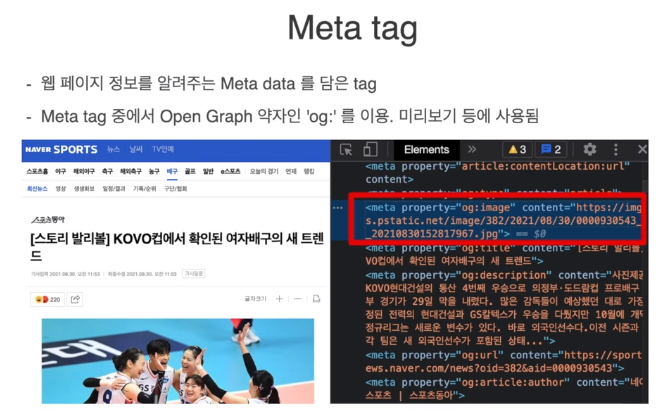 Meta tag
- 웹 페이지 정보를 알려주는 Meta data 를 담은 tag
- Meta tag 중에서 Open Graph 약자인 'og:' 를 이용. 미리보기 등에 사용됨
NAVER SPORTS 뉴스 날씨 TV연예
스포츠홈 야구 해외야구 축구 해외축구 농구 배구 골프 일반 e스포츠 오늘의 경기 연재 랭킹
최신뉴스 영상 생생화보 일정/결과 기록/순위 구단/협회
스포츠동아
[스토리 발리볼] KOVO컵에서 확인된 여자배구의 새 트렌
드
기사입력 2021.08.30. 오전 11:53 최종수정 2021.08.30. 오전 11:53 기사원문
220
글자크기
Elements » 3 2
<meta property="article:contentLocation:url"
content>
<meta property="og:type" content="article">
··· <meta property="og:image" content="https://img
s.pstatic.net/image/382/2021/08/30/0000930543_
_20210830152817967.jpg"> == $0
<meta property="og:title" content="[스토리 발리볼]
VO컵에서 확인된 여자배구의 새 트렌드">
<meta property="og:description" content="사진제공
KOVO현대건설의 통산 4번째 우승으로 의정부·도드람컵 프로배구
부 경기가 29일 막을 내렸다. 많은 감독들이 예상했던 대로 가장
정된 전력의 현대건설과 GS칼텍스가 우승을 다퉜지만 10월에 개막
정규리그는 새로운 변수가 있다. 바로 외국인선수다.이전 시즌과
각 팀은 새 외국인선수가 포함된 상태...">
<meta property="og:url" content="https://sport
ews.naver.com/news?oid=382&aid=0000930543">
<meta property="og:article:author" content="네이
스포츠 | 스포츠동아">